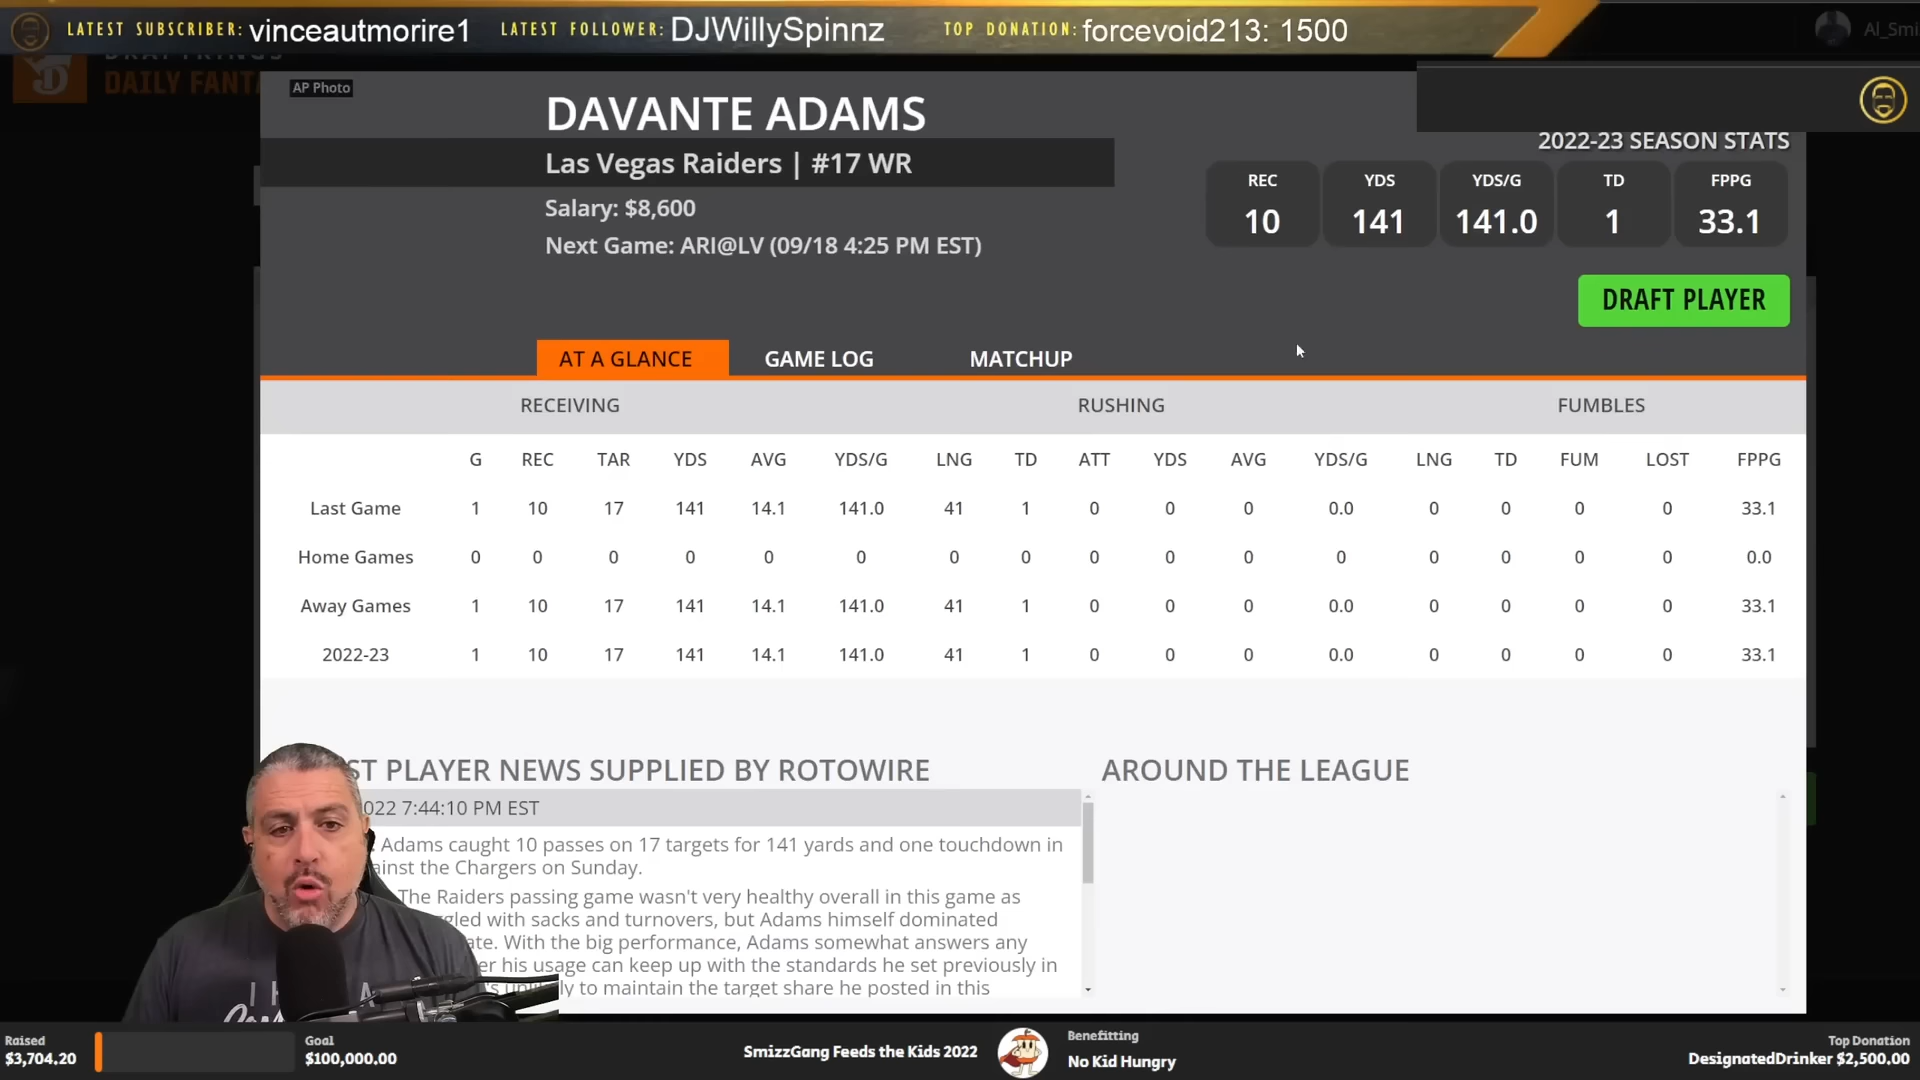 LATEST SUBSCRIBER: vinceautmorire1 LATEST FOLLOWER: DJWillySpinnz TOP DONATION: forcevoid213: 1500
DAILY FANTA
AP Photo
DAVANTE ADAMS
Las Vegas Raiders | #17 WR
Salary: $8,600
Next Game: ARI@LV (09/18 4:25 PM EST)
2022-23 SEASON STATS
REC YDS YDS/G TD FPPG
10 141 141.0 1 33.1
DRAFT PLAYER
AT A GLANCE GAME LOG MATCHUP
RECEIVING RUSHING FUMBLES
G REC TAR YDS AVG YDS/G LNG TD ATT YDS AVG YDS/G LNG TD FUM LOST FPPG
Last Game 1 10 17 141 14.1 141.0 41 1 0 0 0 0.0 0 0 0 0 33.1
Home Games 0 0 0 0 0 0 0 0 0 0 0 0 0 0 0 0 0.0
Away Games 1 10 17 141 14.1 141.0 41 1 0 0 0 0.0 0 0 0 0 33.1
2022-23 1 10 17 141 14.1 141.0 41 1 0 0 0 0.0 0 0 0 0 33.1
ST PLAYER NEWS SUPPLIED BY ROTOWIRE
AROUND THE LEAGUE
022 7:44:10 PM EST
Adams caught 10 passes on 17 targets for 141 yards and one touchdown in
inst the Chargers on Sunday.
The Raiders passing game wasn't very healthy overall in this game as
gled with sacks and turnovers, but Adams himself dominated
ate. With the big performance, Adams somewhat answers any
er his usage can keep up with the standards he set previously in
to maintain the target share he posted in this
Raised
$3,704.20
Goal
$100,000.00
SmizzGang Feeds the Kids 2022
Benefitting
No Kid Hungry
Top Donation
DesignatedDrinker $2,500.00